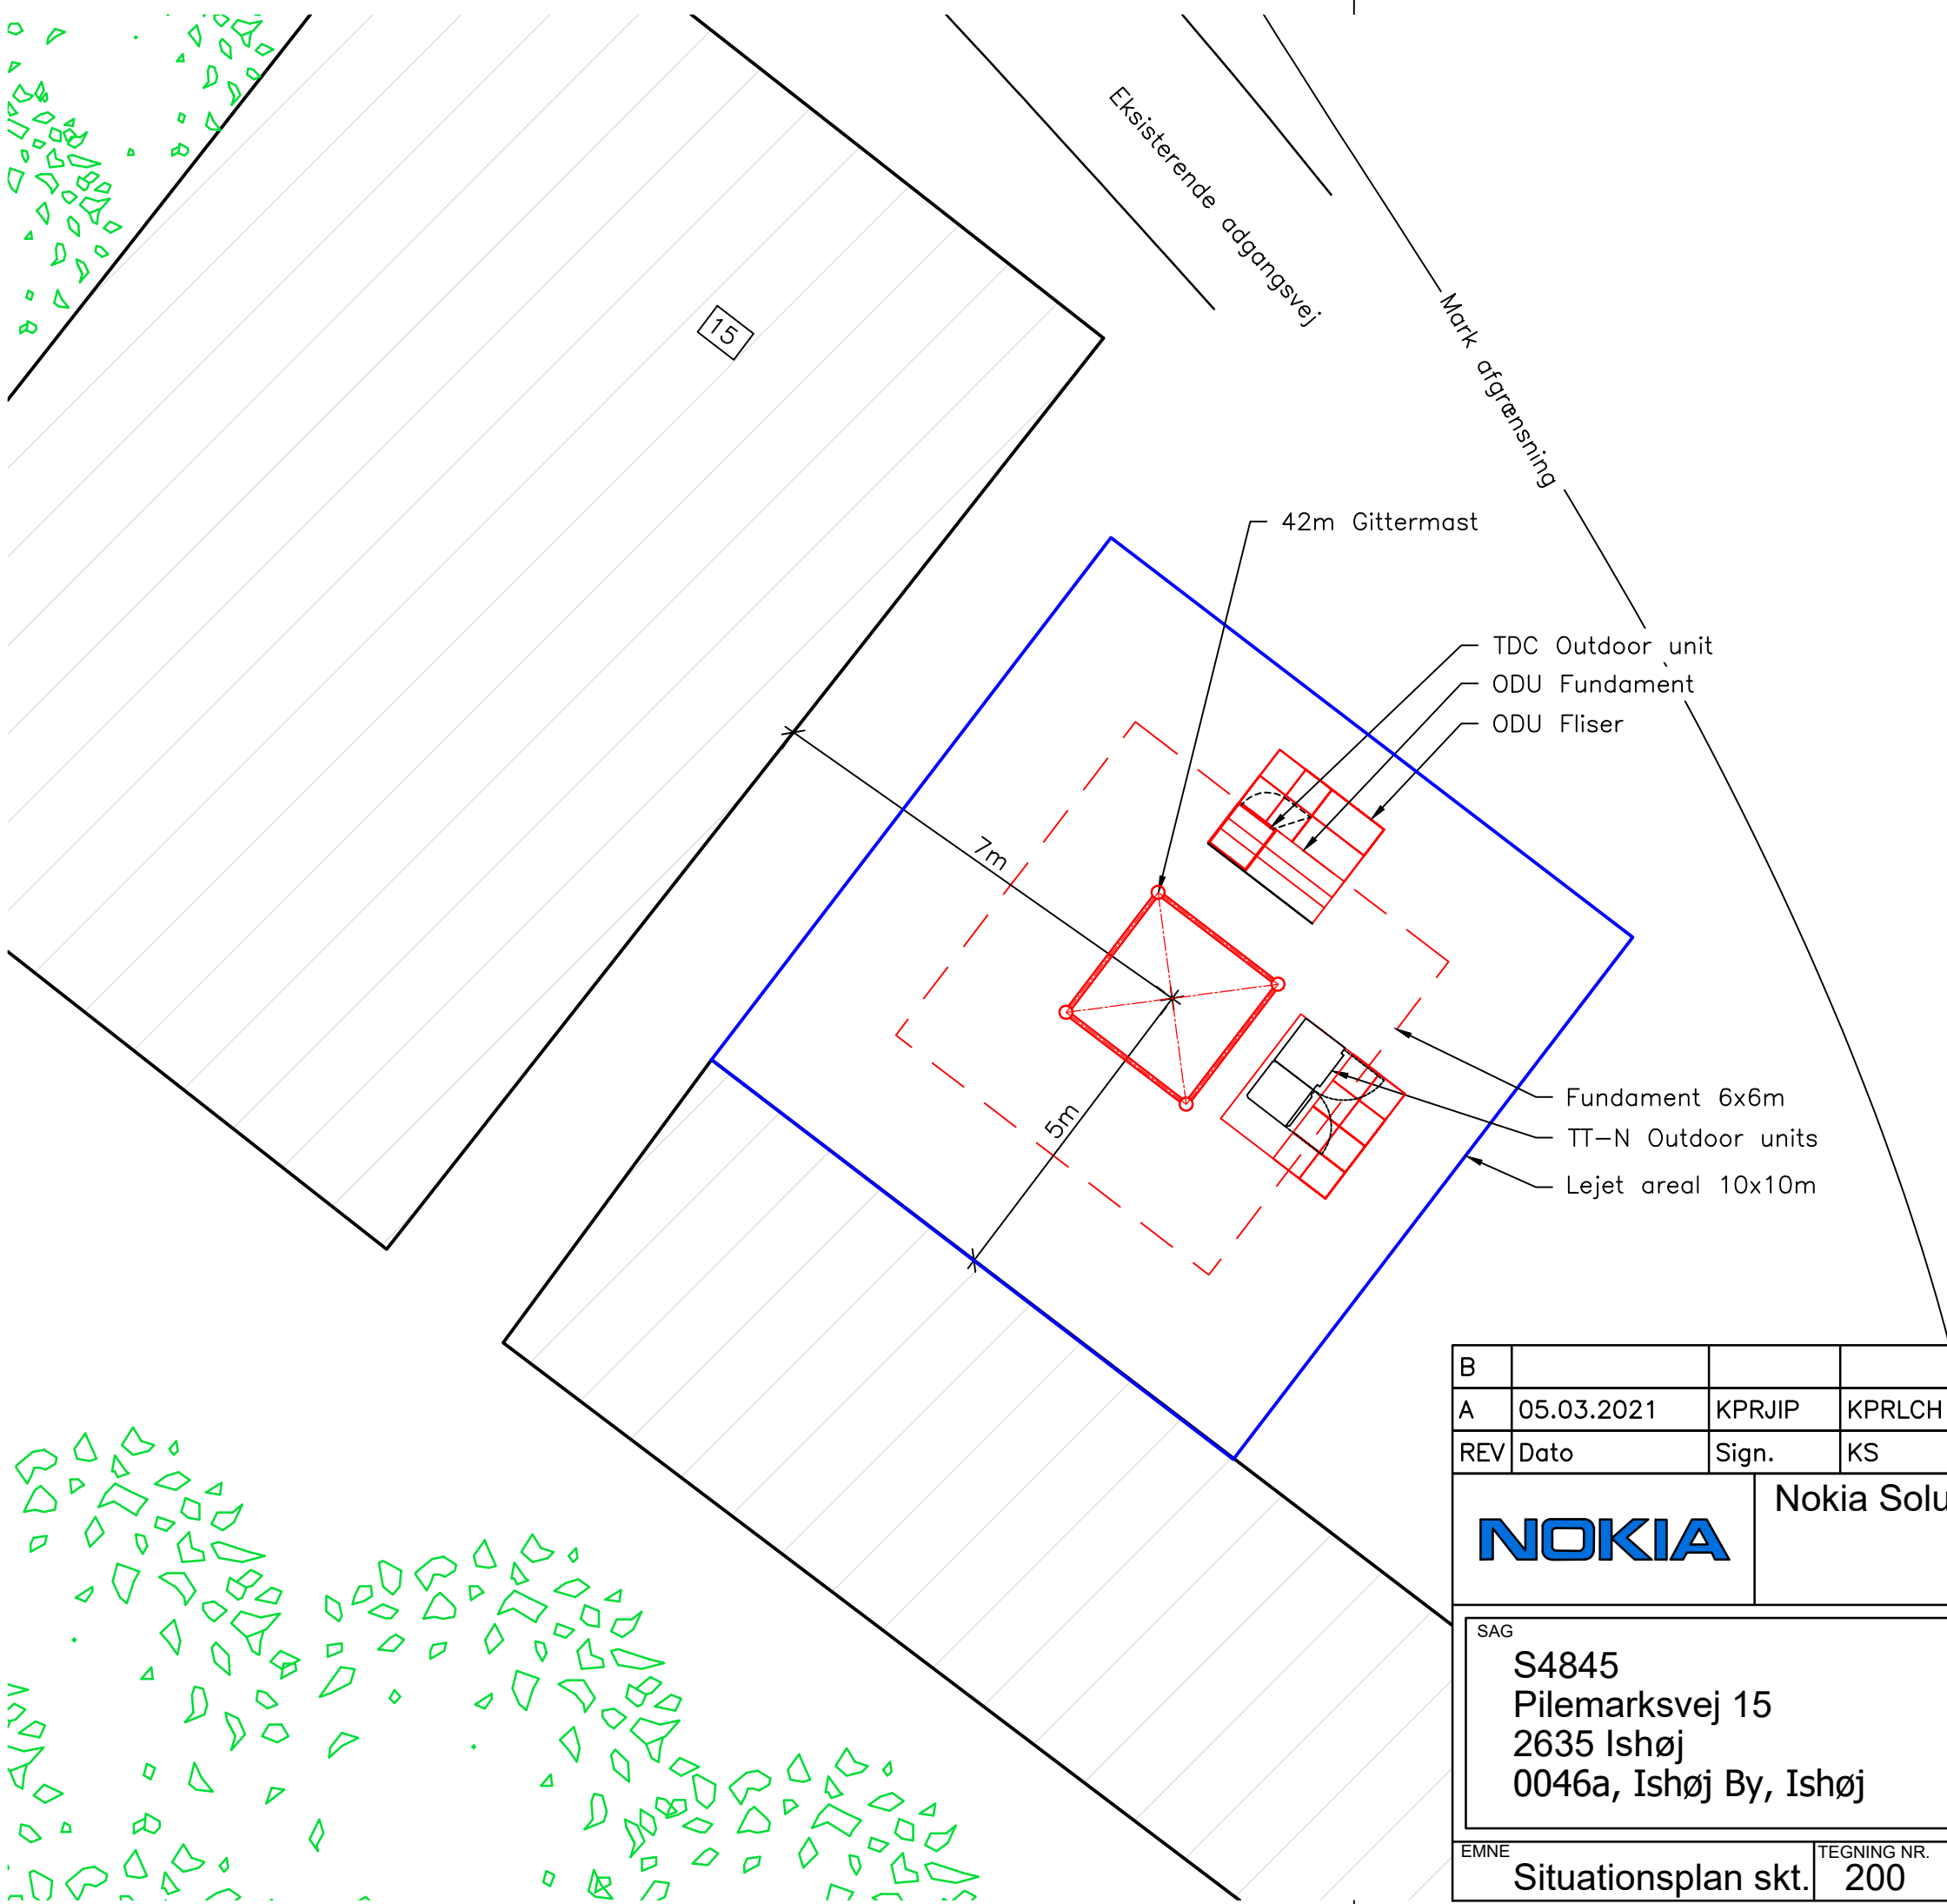 Eksisterende adgangsvej
Mark afgrænsning
15
42m Gittermast
TDC Outdoor unit
ODU Fundament
ODU Fliser
7m
5m
Fundament 6x6m
TT-N Outdoor units
Lejet areal 10x10m
B
A 05.03.2021 KPRJIP KPRLCH
REV Dato Sign. KS
NOKIA
Nokia Solu
SAG
S4845
Pilemarksvej 15
2635 Ishøj
0046a, Ishøj By, Ishøj
EMNE
Situationsplan skt.
TEGNING NR.
200